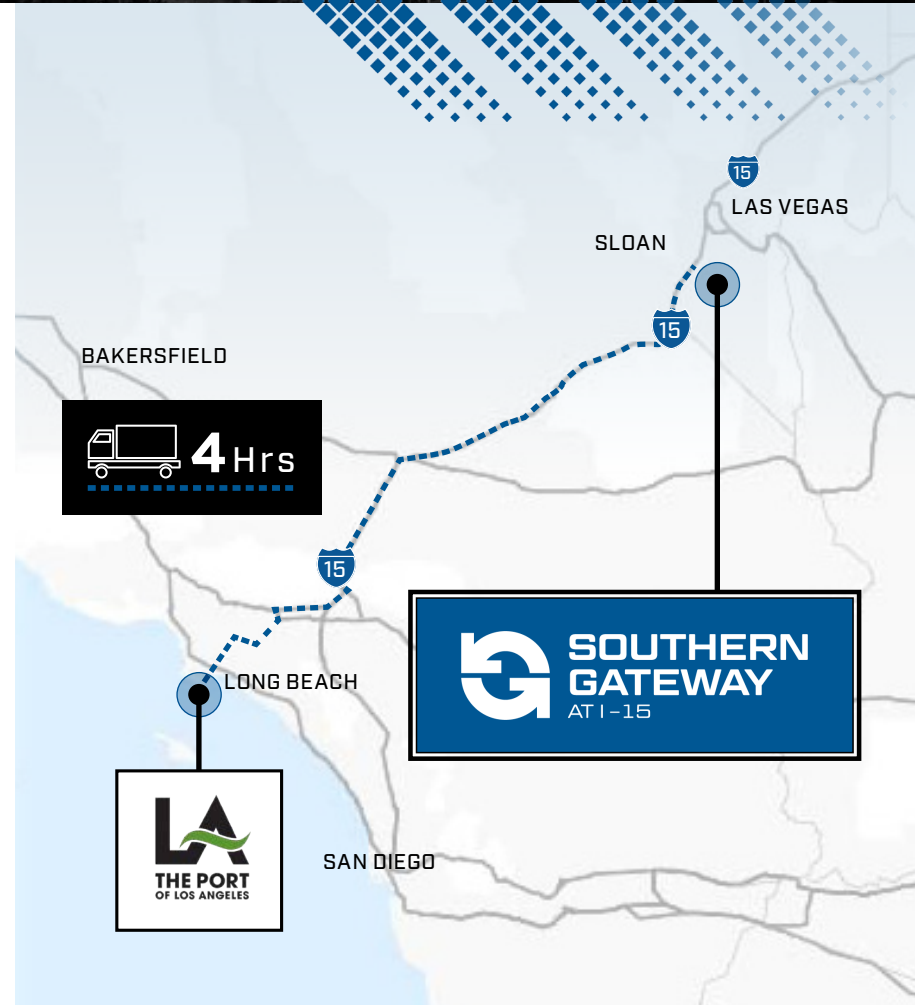 15
LAS VEGAS
SLOAN
15
BAKERSFIELD
4 Hrs
15
SOUTHERN
GATEWAY
AT I-15
LONG BEACH
LA
THE PORT
OF LOS ANGELES
SAN DIEGO